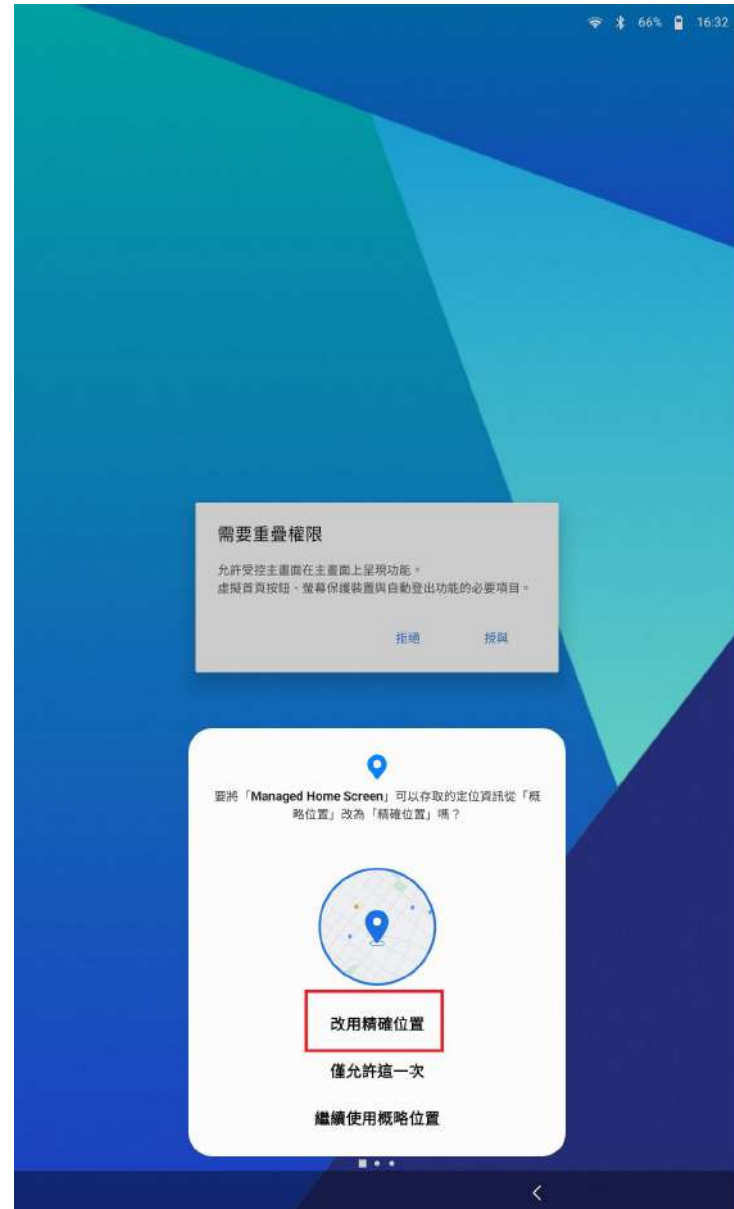 66% 16:32
需要重疊權限
允許受控主畫面在主畫面上呈現功能。
虛擬首頁按鈕、螢幕保護裝置與自動登出功能的必要項目。
拒絕 授與
要將「Managed Home Screen」可以存取的定位資訊從「概
略位置」改為「精確位置」嗎？
改用精確位置
僅允許這一次
繼續使用概略位置